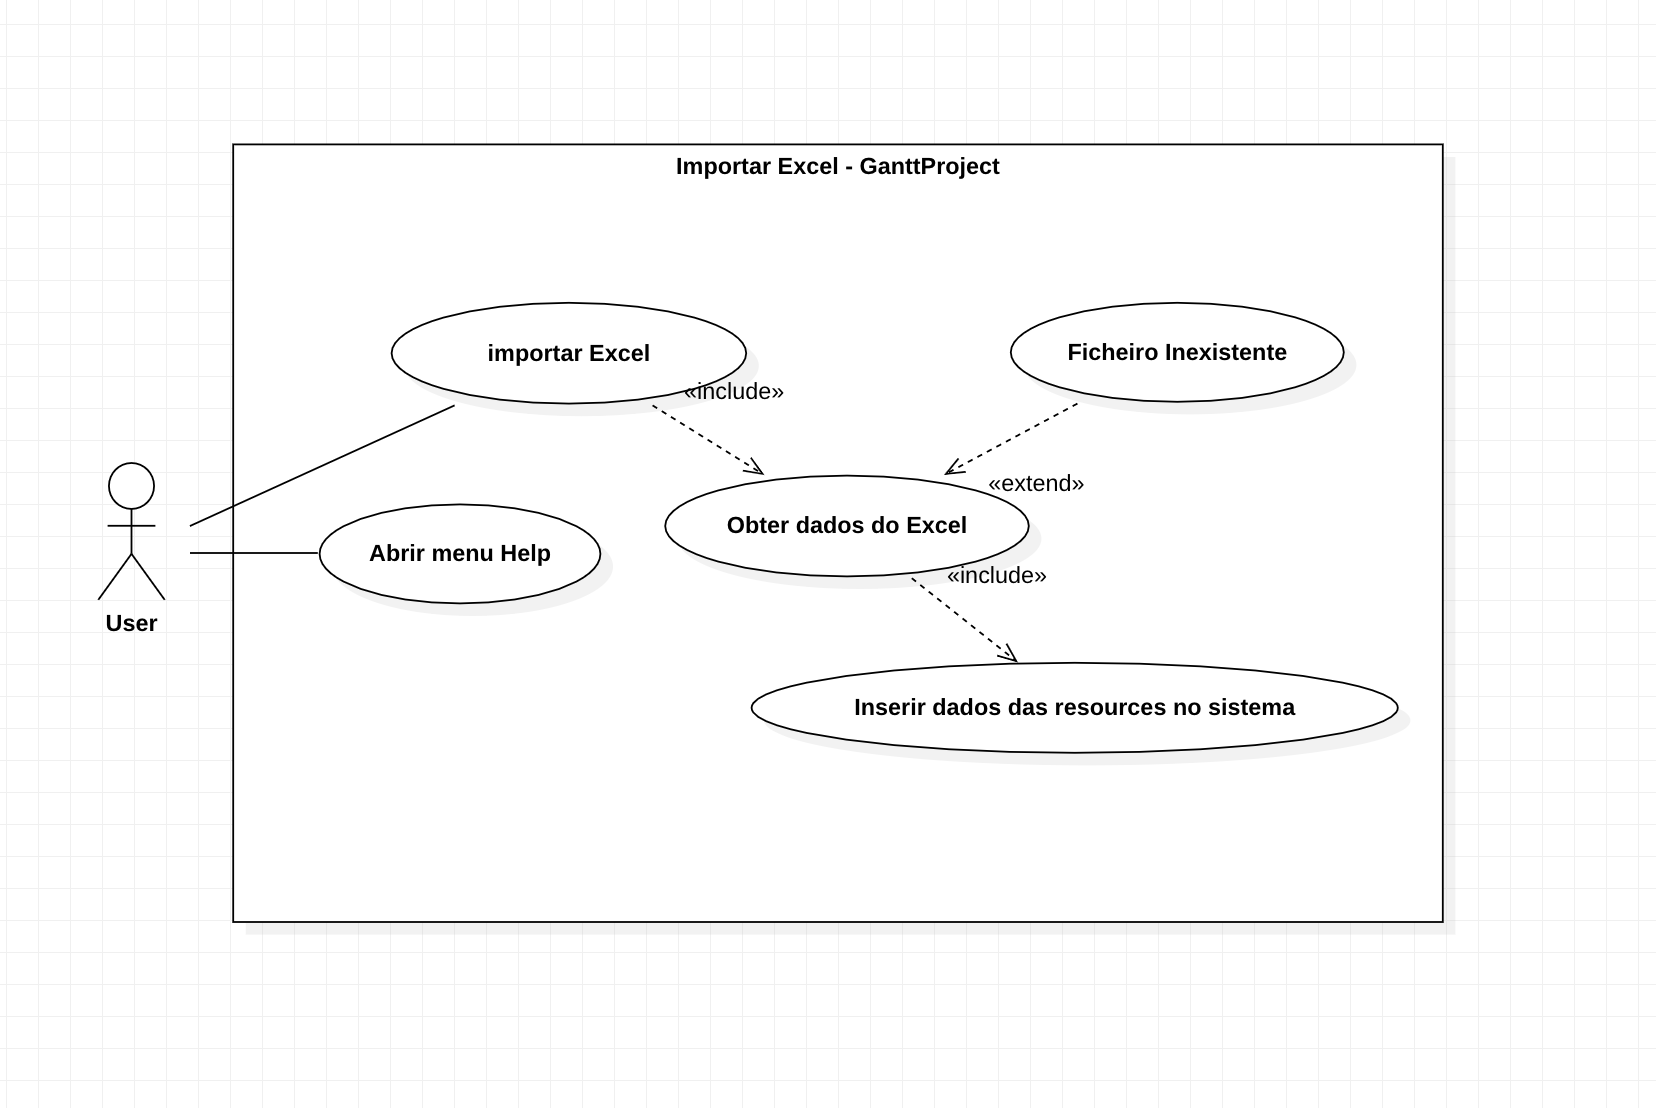 Importar Excel - GanttProject
importar Excel
Ficheiro Inexistente
«include»
«extend»
Obter dados do Excel
Abrir menu Help
«include»
User
Inserir dados das resources no sistema